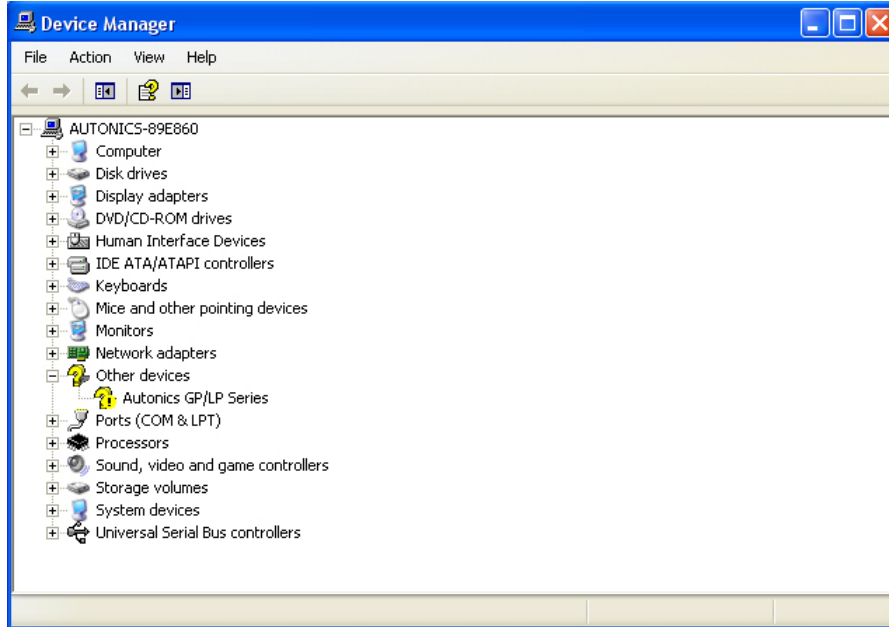 Device Manager
File Action View Help
AUTONICS-89E860
Computer
Disk drives
Display adapters
DVD/CD-ROM drives
Human Interface Devices
IDE ATA/ATAPI controllers
Keyboards
Mice and other pointing devices
Monitors
Network adapters
Other devices
Autonics GP/LP Series
Ports (COM & LPT)
Processors
Sound, video and game controllers
Storage volumes
System devices
Universal Serial Bus controllers